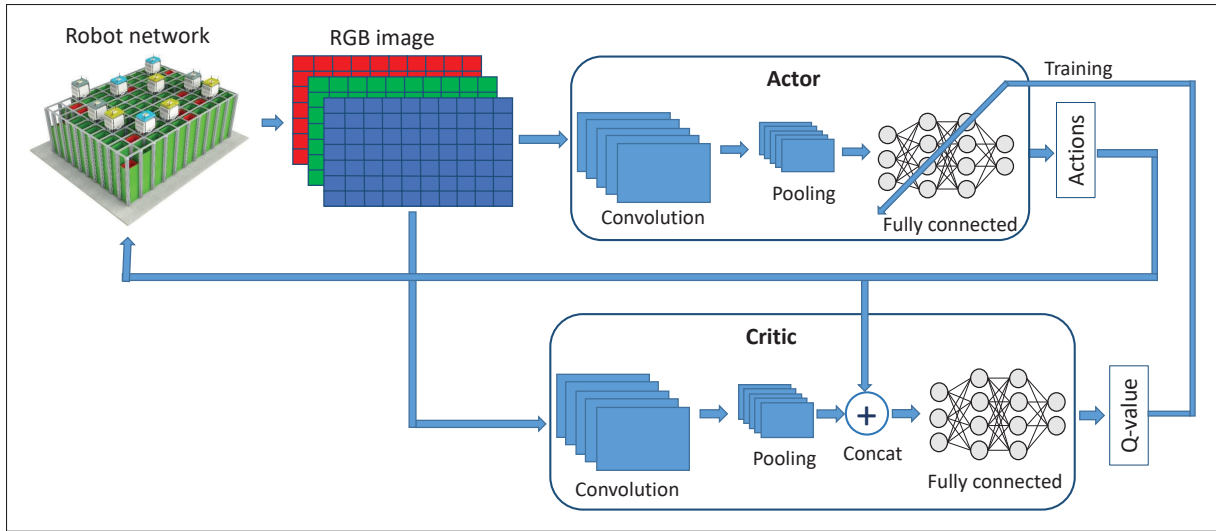 Robot network
RGB image
Actor
Training
Convolution
Pooling
Fully connected
Actions
Critic
Convolution
Pooling
+
Concat
Fully connected
Q-value